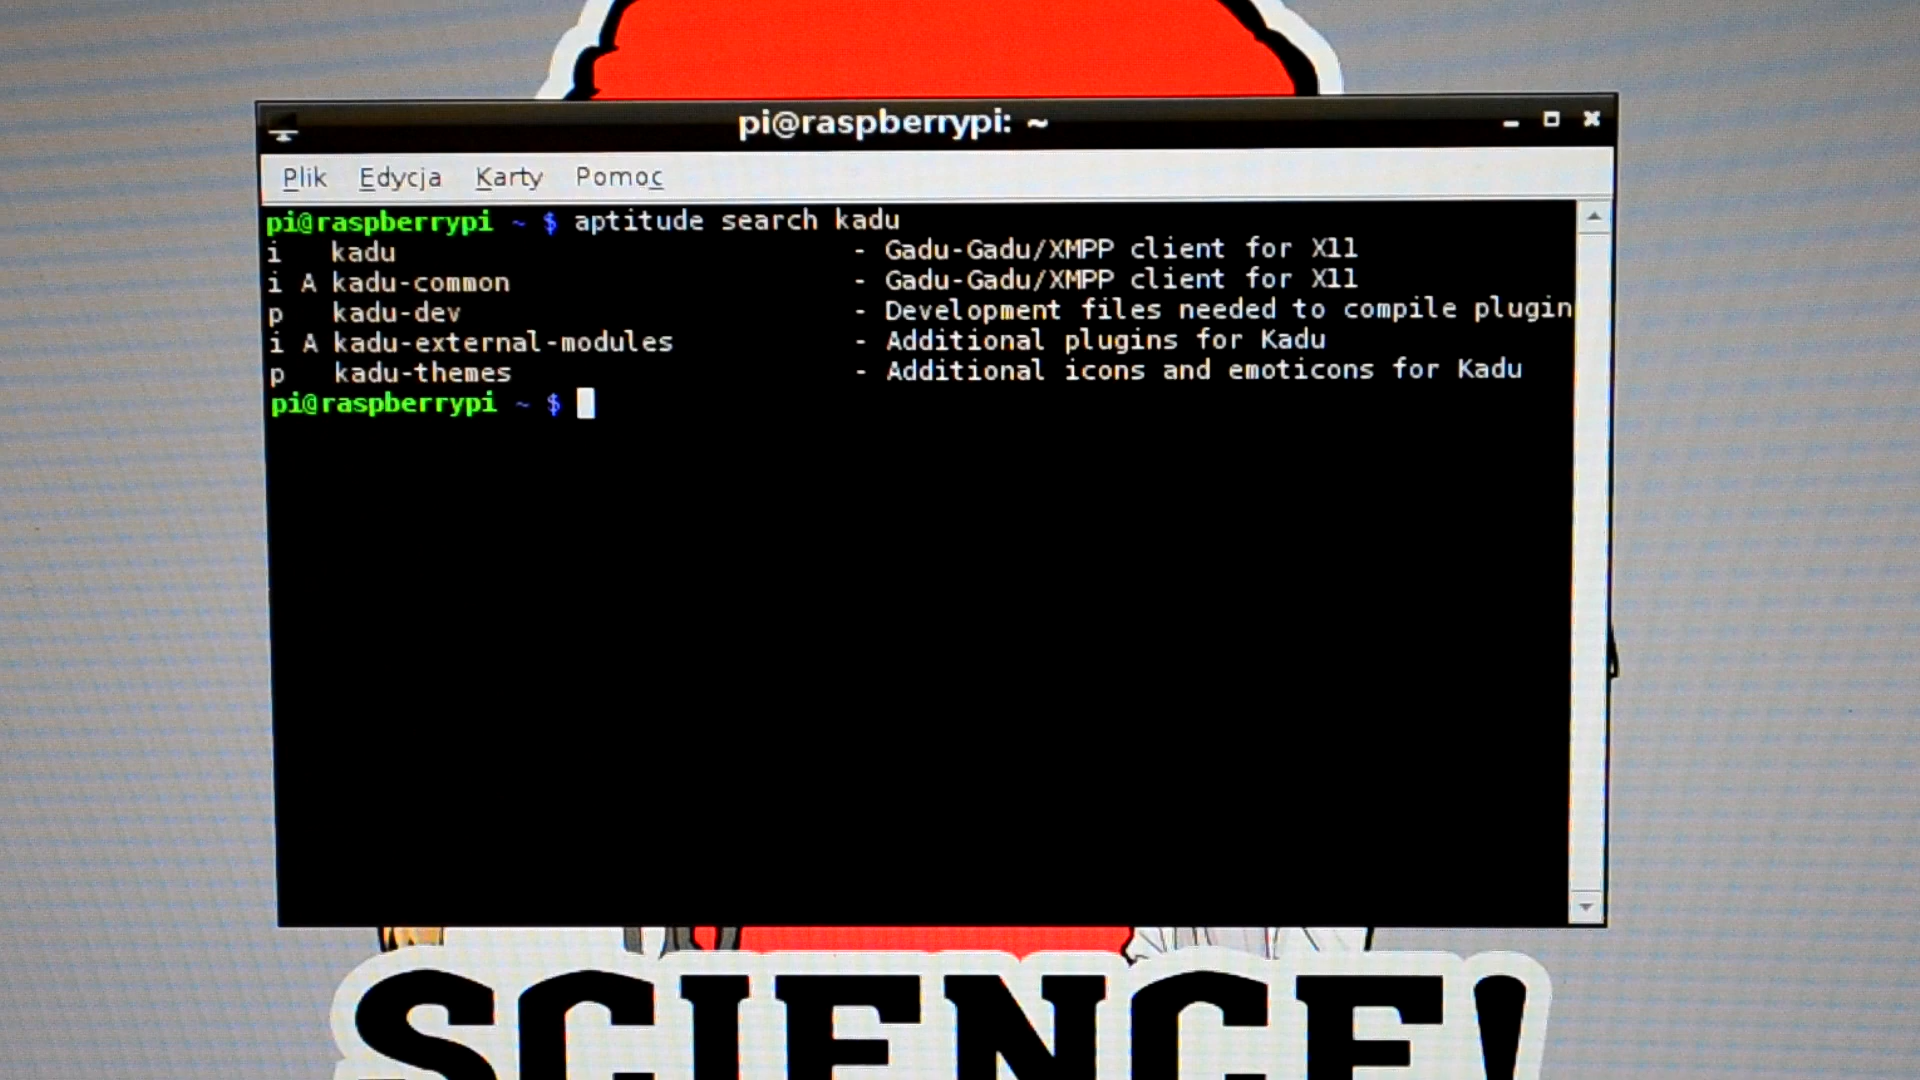 pi@raspberrypi: ~
Plik Edycja Karty Pomoc
pi@raspberrypi ~ $ aptitude search kadu
i   kadu                            - Gadu-Gadu/XMPP client for X11
i A kadu-common                     - Gadu-Gadu/XMPP client for X11
p   kadu-dev                        - Development files needed to compile plugin
i A kadu-external-modules           - Additional plugins for Kadu
p   kadu-themes                     - Additional icons and emoticons for Kadu
pi@raspberrypi ~ $
SCIENCE!